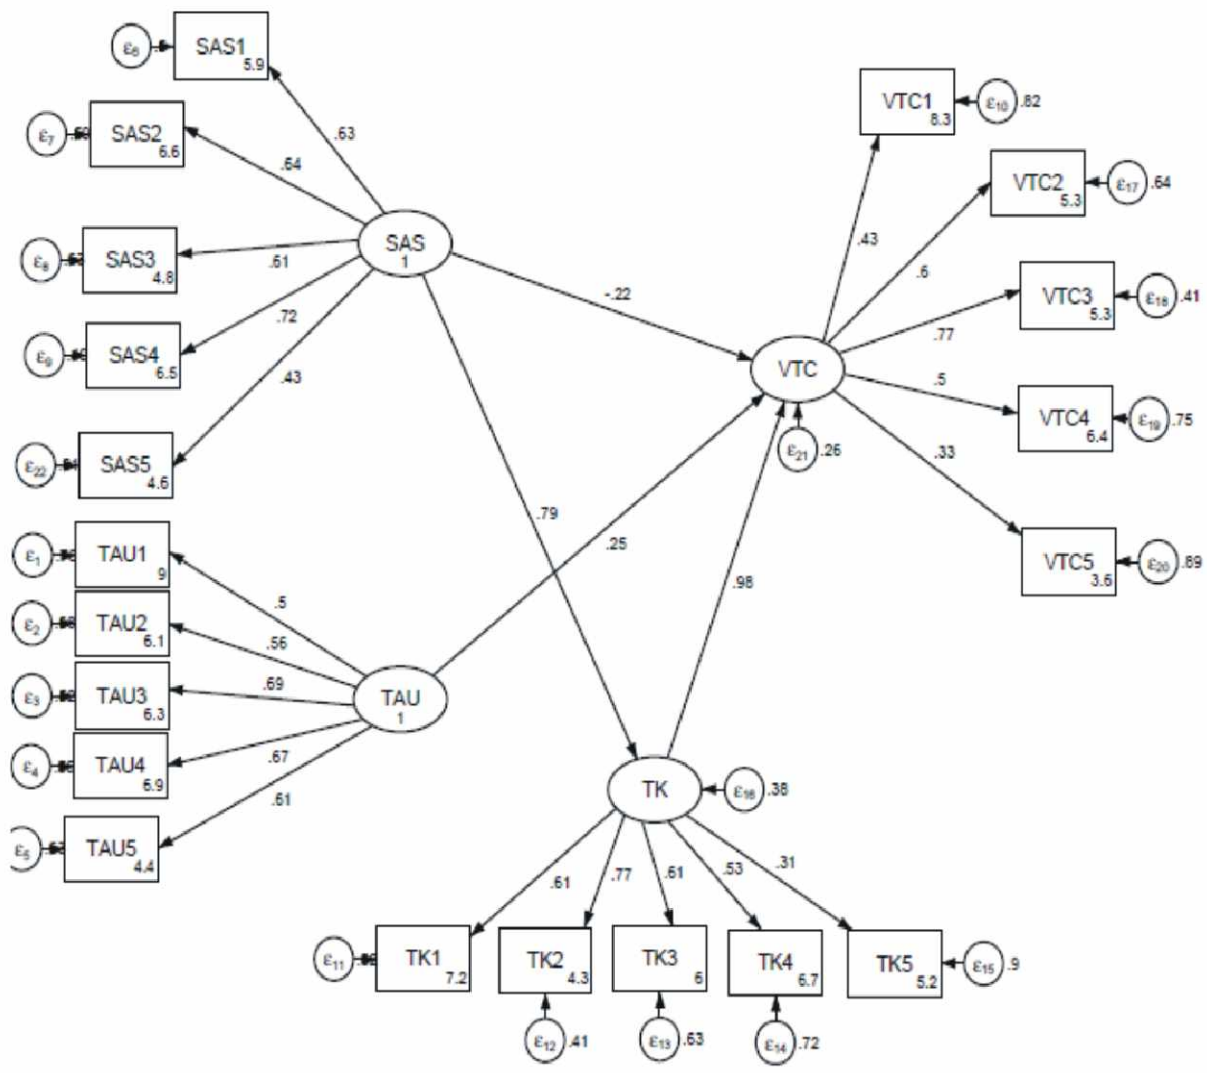 ε6 SAS1 5.9
ε7 SAS2 6.6
ε8 SAS3 4.8
ε9 SAS4 6.5
ε22 SAS5 4.6
ε1 TAU1 9
ε2 TAU2 6.1
ε3 TAU3 6.3
ε4 TAU4 6.9
ε5 TAU5 4.4
.63
.64
.61
.72
.43
SAS
1
-.22
.79
.5
.56
.69
.67
.61
TAU
1
.25
.98
VTC
ε21 .26
.43
.6
.77
.5
.33
VTC1 8.3 ε10 .82
VTC2 5.3 ε17 .64
VTC3 5.3 ε18 .41
VTC4 6.4 ε19 .75
VTC5 3.6 ε20 .89
TK
ε16 .38
.61 .77 .61 .53 .31
ε11 TK1 7.2
TK2 4.3
TK3 6
TK4 6.7
TK5 5.2 ε15 .9
ε12 .41
ε13 .63
ε14 .72